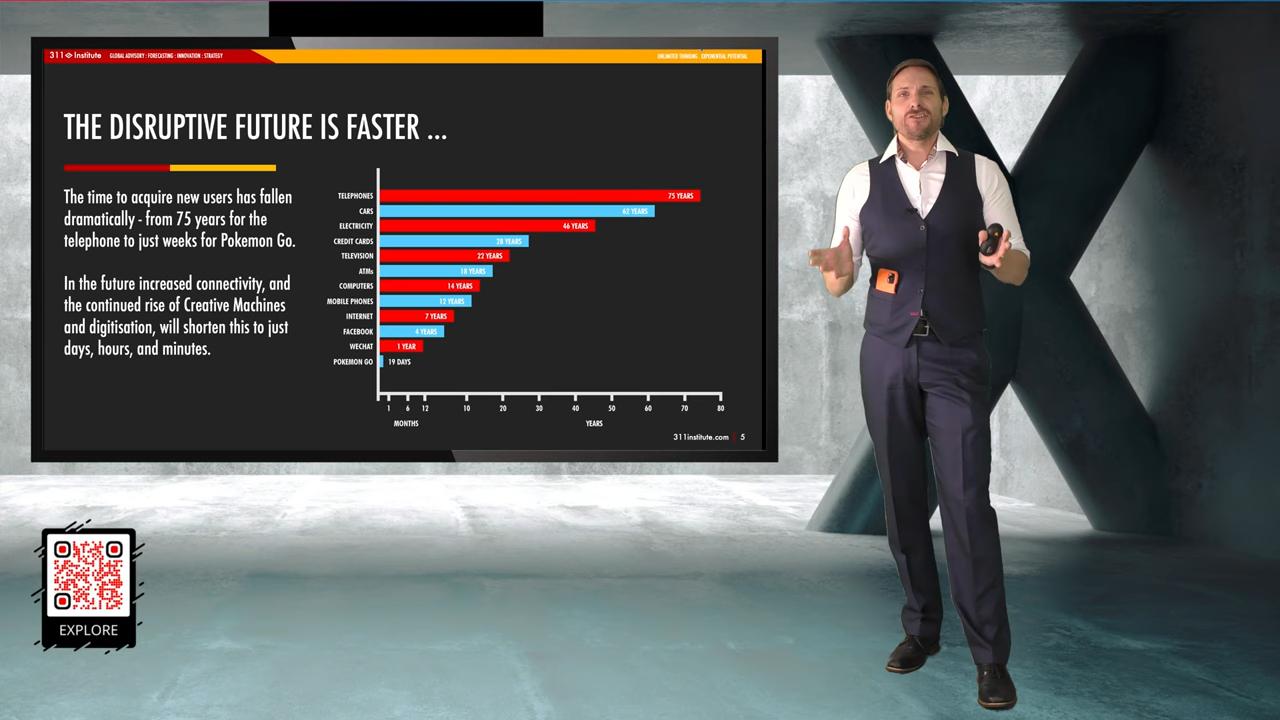 311 Institute GLOBAL ADVISORY : FORECASTING : INNOVATION : STRATEGY
UNLIMITED THINKING . EXPONENTIAL POTENTIAL
THE DISRUPTIVE FUTURE IS FASTER ...
The time to acquire new users has fallen
dramatically - from 75 years for the
telephone to just weeks for Pokemon Go.
In the future increased connectivity, and
the continued rise of Creative Machines
and digitisation, will shorten this to just
days, hours, and minutes.
TELEPHONES 75 YEARS
CARS 62 YEARS
ELECTRICITY 46 YEARS
CREDIT CARDS 28 YEARS
TELEVISION 22 YEARS
ATMs 18 YEARS
COMPUTERS 14 YEARS
MOBILE PHONES 12 YEARS
INTERNET 7 YEARS
FACEBOOK 4 YEARS
WECHAT 1 YEAR
POKEMON GO 19 DAYS
1 6 12 10 20 30 40 50 60 70 80
MONTHS YEARS
311institute.com | 5
EXPLORE